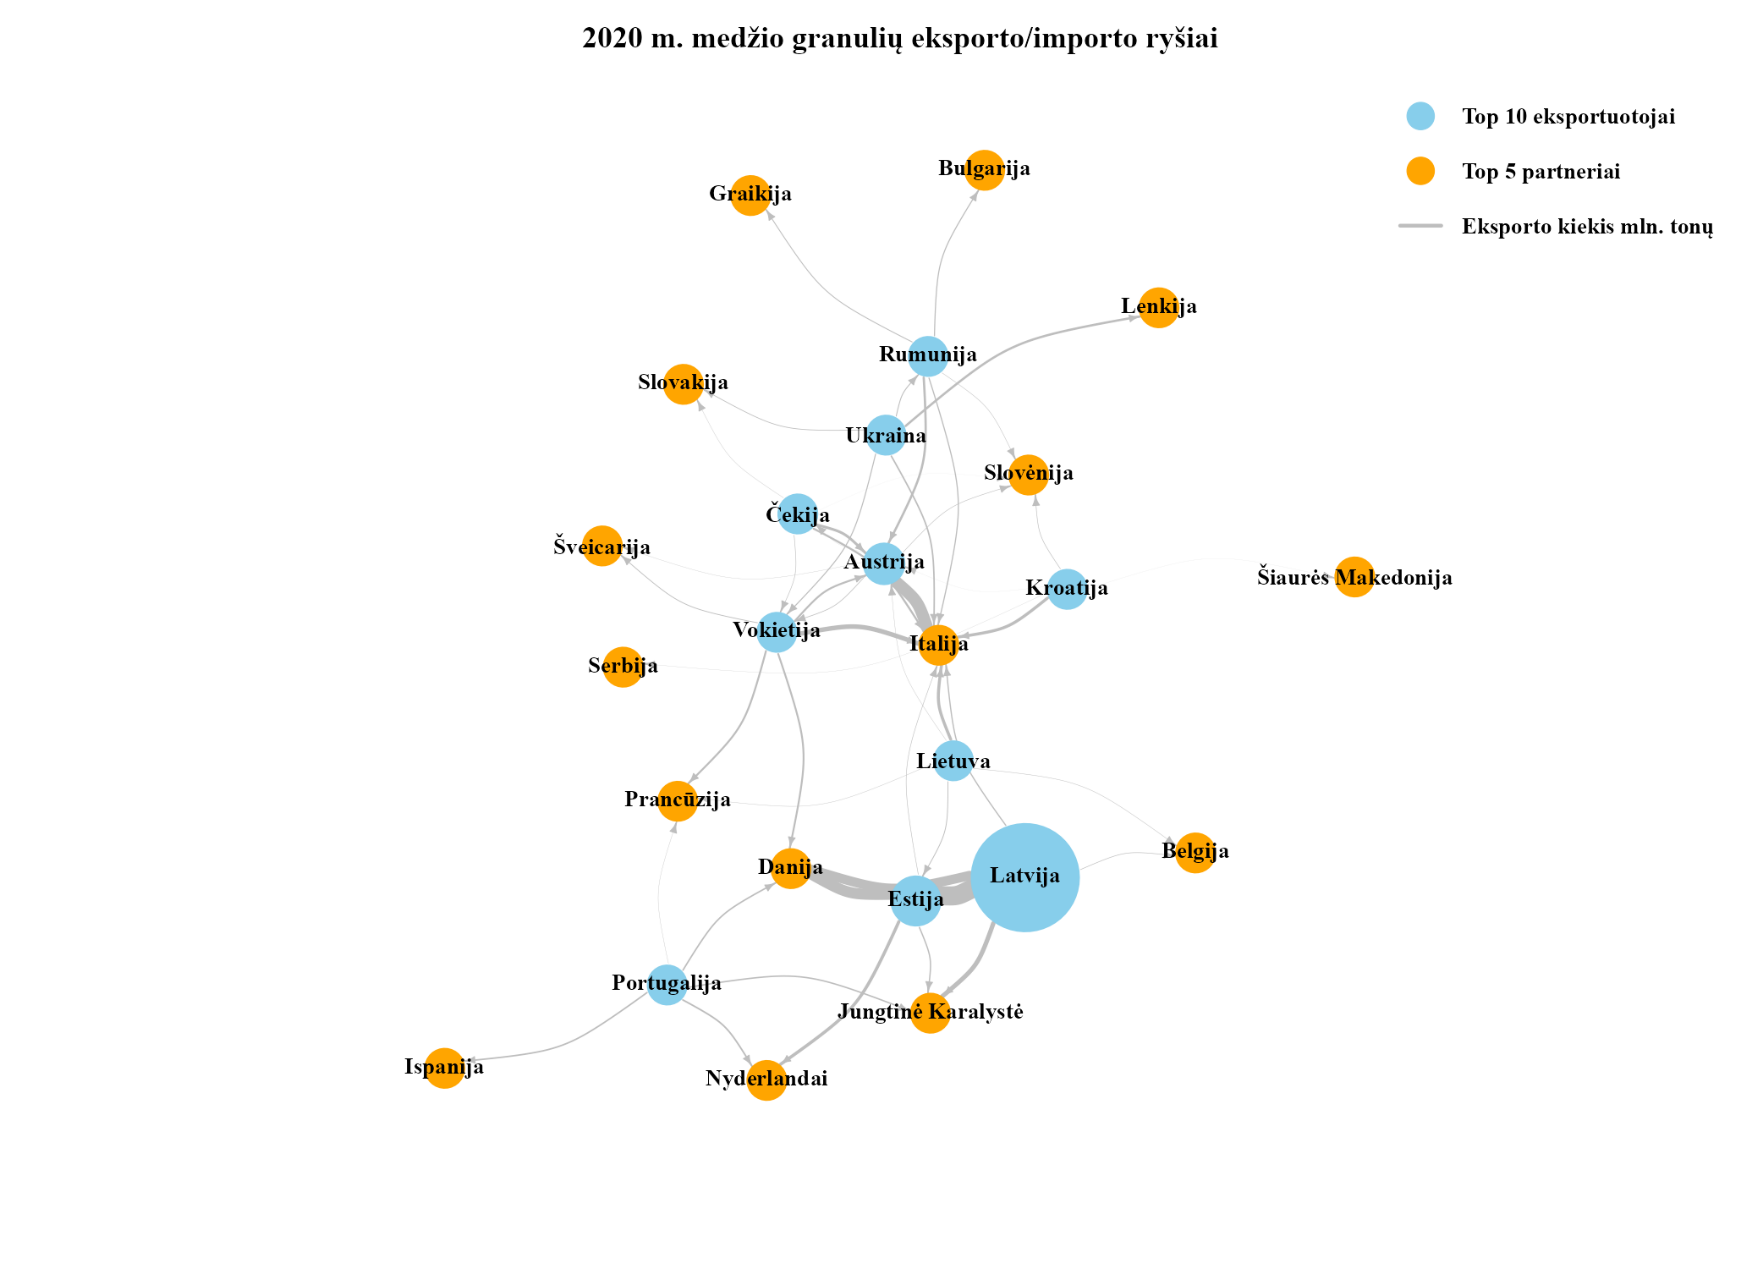 2020 m. medžio granulių eksporto/importo ryšiai
Top 10 eksportuotojai
Top 5 partneriai
Eksporto kiekis mln. tonų
Bulgarija
Graikija
Lenkija
Rumunija
Slovakija
Ukraina
Slovėnija
Čekija
Šveicarija
Austrija
Šiaurės Makedonija
Kroatija
Vokietija
Italija
Serbija
Lietuva
Prancūzija
Belgija
Danija
Latvija
Estija
Portugalija
Jungtinė Karalystė
Ispanija
Nyderlandai